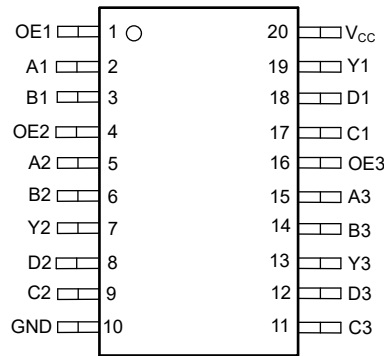 OE1 1 20 VCC
A1 2 19 Y1
B1 3 18 D1
OE2 4 17 C1
A2 5 16 OE3
B2 6 15 A3
Y2 7 14 B3
D2 8 13 Y3
C2 9 12 D3
GND 10 11 C3